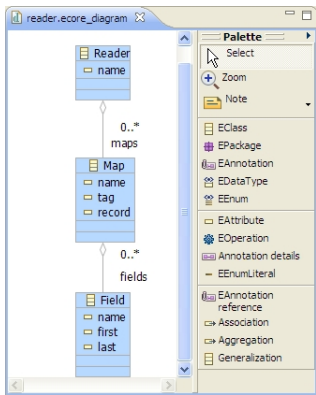 reader.ecore_diagram
Reader
name
0..*
maps
Map
name
tag
record
0..*
fields
Field
name
first
last
Palette
Select
Zoom
Note
EClass
EPackage
EAnnotation
EDataType
EEnum
EAttribute
EOperation
Annotation details
EEnumLiteral
EAnnotation
reference
Association
Aggregation
Generalization